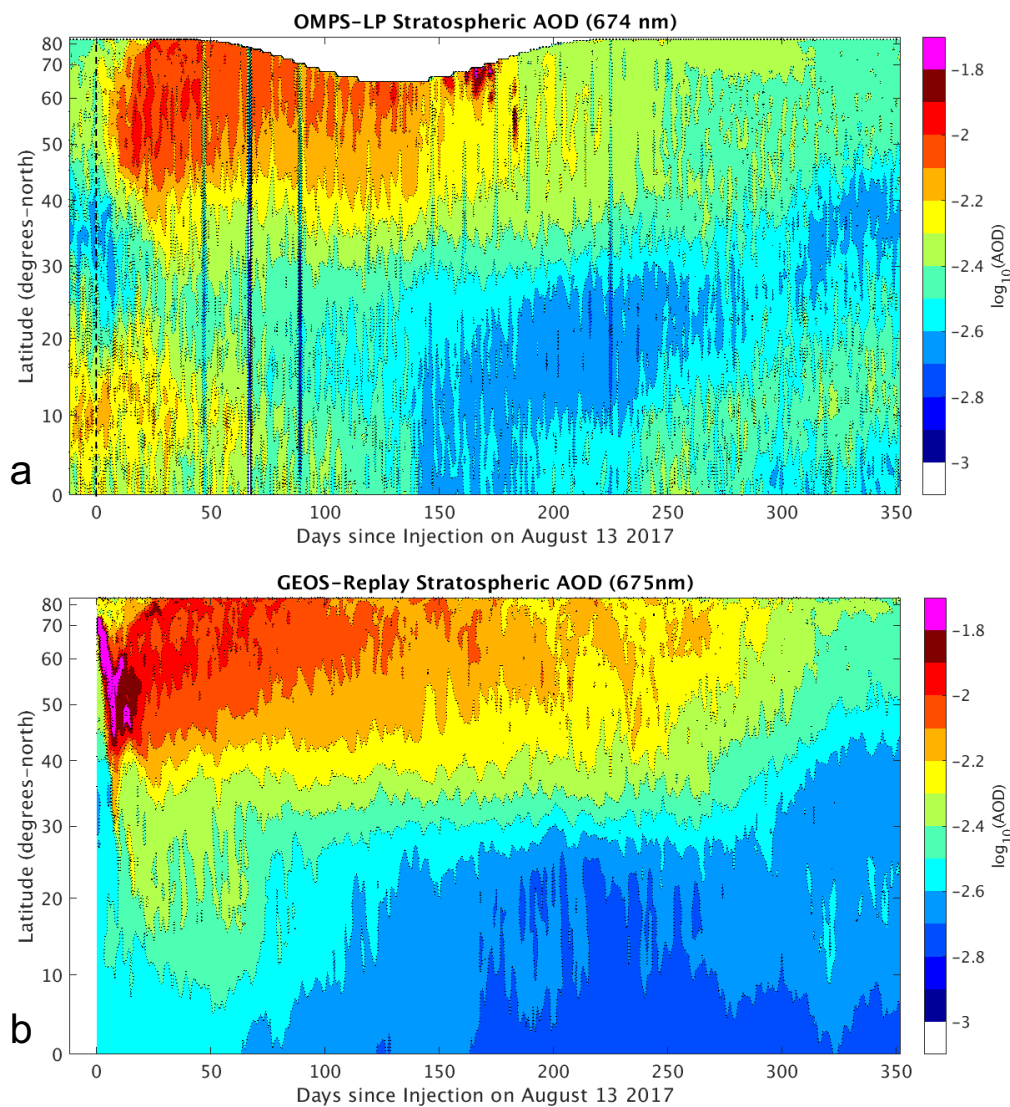 OMPS-LP Stratospheric AOD (674 nm)
80
70
60
50
40
30
20
10
0
Latitude (degrees-north)
a
0 50 100 150 200 250 300 350
Days since Injection on August 13 2017
-1.8
-2
-2.2
-2.4
-2.6
-2.8
-3
log10(AOD)
GEOS-Replay Stratospheric AOD (675nm)
80
70
60
50
40
30
20
10
0
Latitude (degrees-north)
b
0 50 100 150 200 250 300 350
Days since Injection on August 13 2017
-1.8
-2
-2.2
-2.4
-2.6
-2.8
-3
log10(AOD)